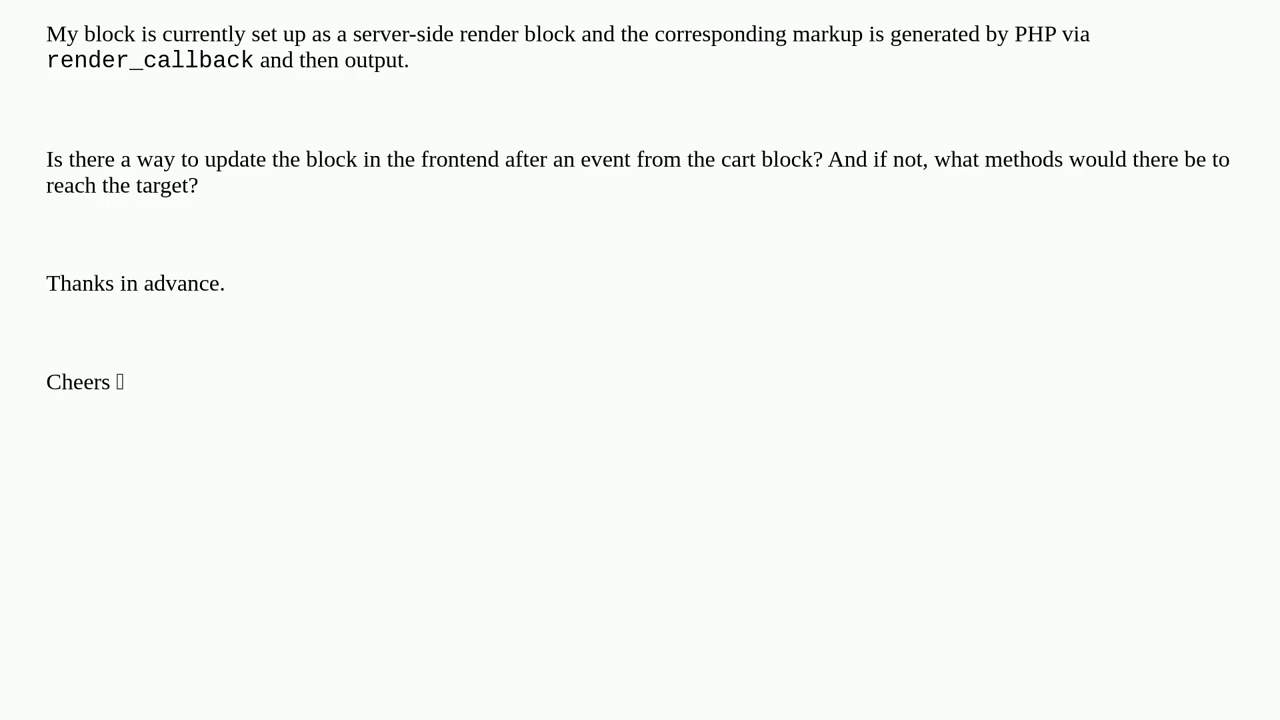 My block is currently set up as a server-side render block and the corresponding markup is generated by PHP via
render_callback and then output.
Is there a way to update the block in the frontend after an event from the cart block? And if not, what methods would there be to
reach the target?
Thanks in advance.
Cheers